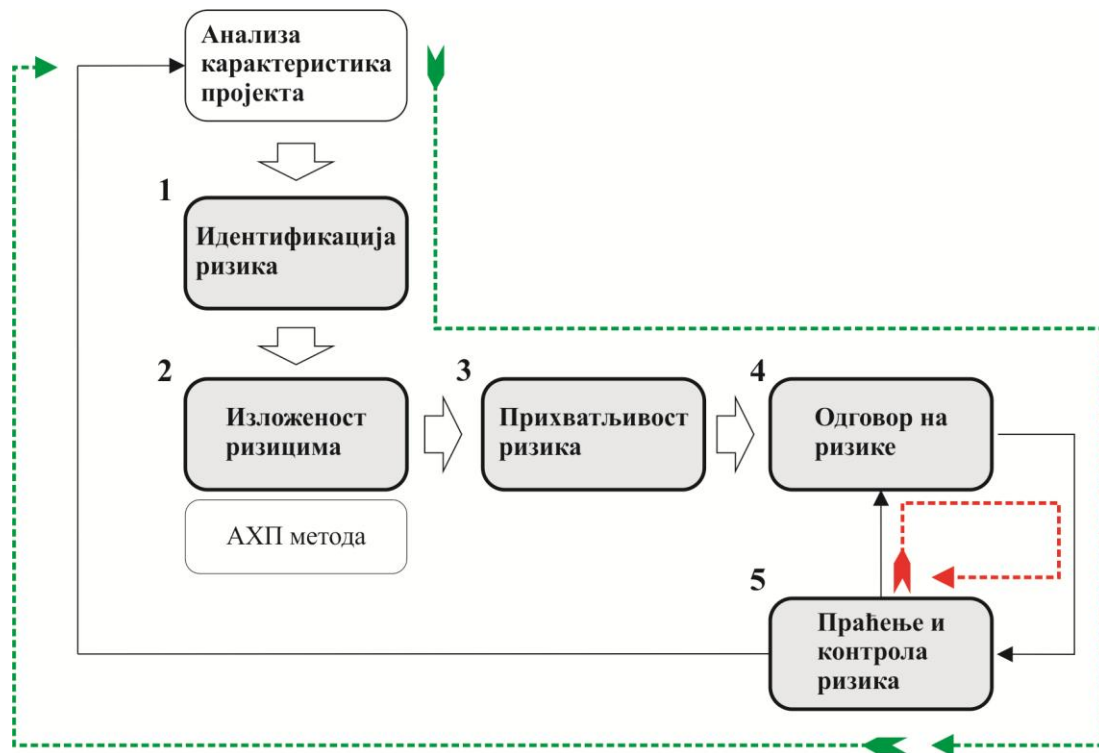 Анализа
карактеристика
пројекта
1
Идентификација
ризика
2
Изложеност
ризицима
АХП метода
3
Прихватљивост
ризика
4
Одговор на
ризике
5
Праћење и
контрола
ризика